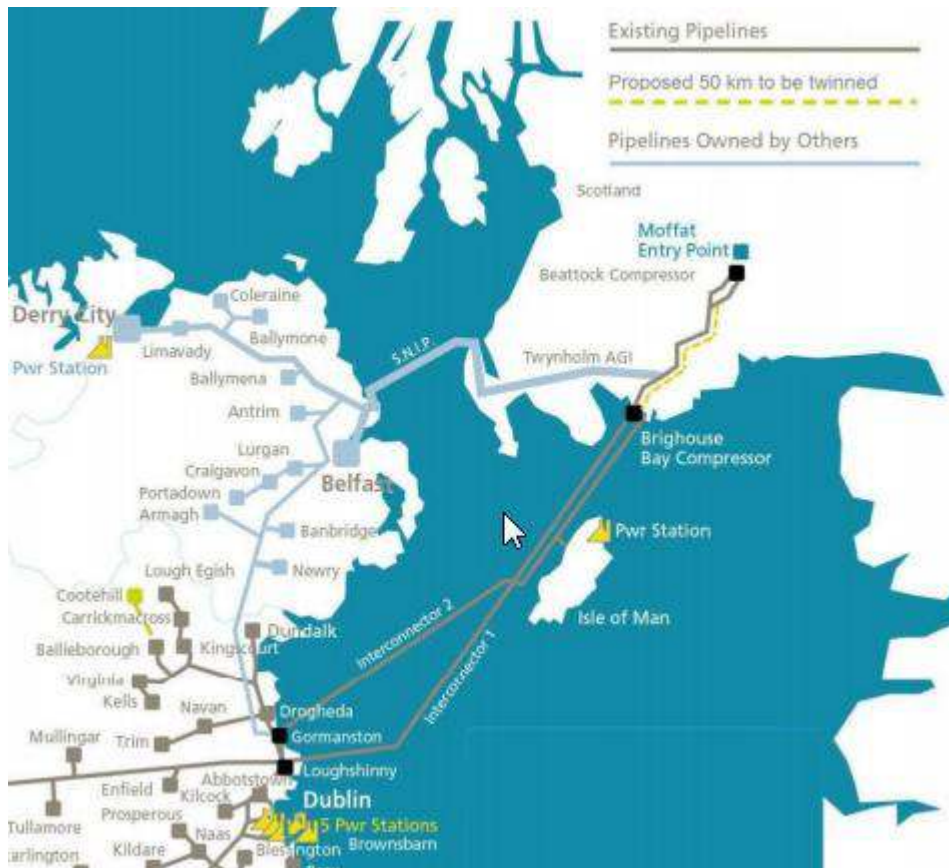 Existing Pipelines
Proposed 50 km to be twinned
Pipelines Owned by Others
Scotland
Moffat
Entry Point
Beattock Compressor
Coleraine
Derry City
Ballymone
Limavady
Pwr Station
S.N.I.P.
Twynholm AGI
Ballymena
Antrim
Brighouse
Bay Compressor
Lurgan
Craigavon
Belfast
Portadown
Armagh
Banbridge
Pwr Station
Newry
Lough Egish
Cootehill
Isle of Man
Carrickmacross
Dundalk
Interconnector 2
Bailieborough
Kingscourt
Interconnector 1
Virginia
Kells
Navan
Drogheda
Mullingar
Trim
Gormanston
Loughshinny
Enfield
Abbotstown
Kilcock
Dublin
Prosperous
5 Pwr Stations
Tullamore
Naas
Brownsbarn
arlington
Kildare
Blessington